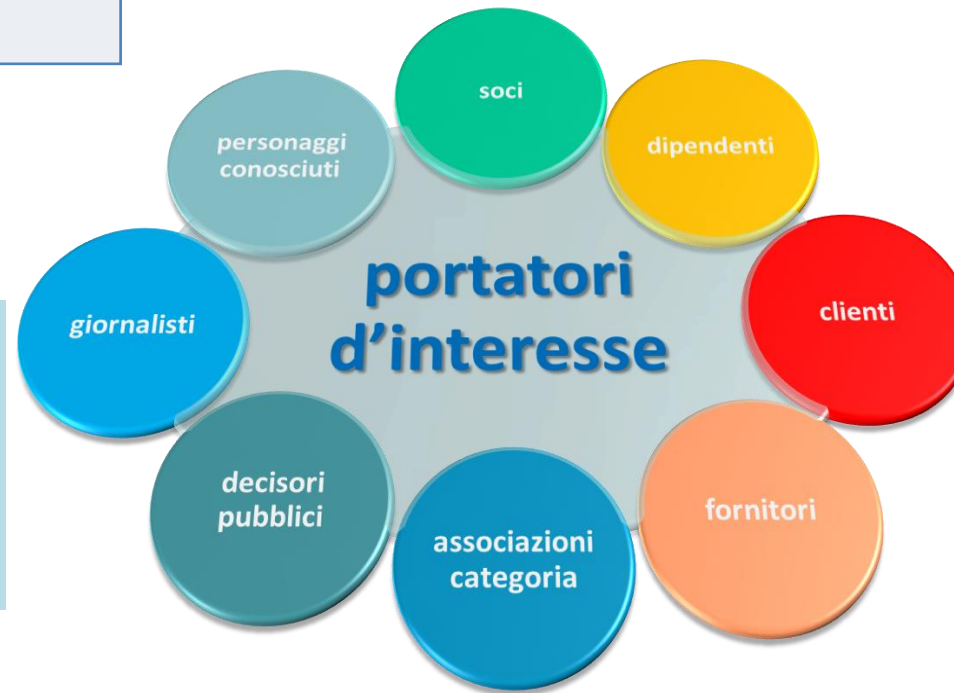 soci
dipendenti
clienti
fornitori
associazioni
categoria
decisori
pubblici
giornalisti
personaggi
conosciuti
portatori
d’interesse